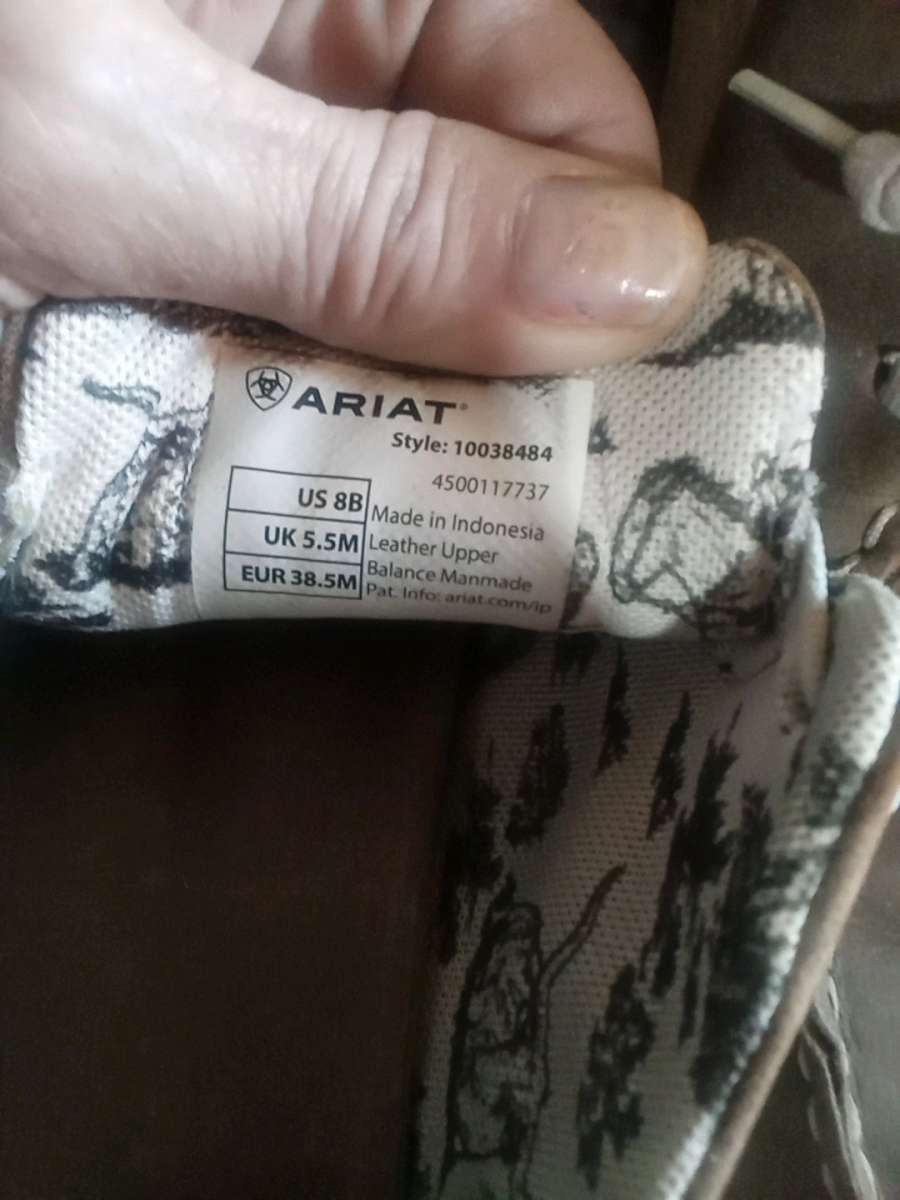 ARIAT®
Style: 10038484
4500117737
US 8B
UK 5.5M
EUR 38.5M
Made in Indonesia
Leather Upper
Balance Manmade
Pat. Info: ariat.com/ip